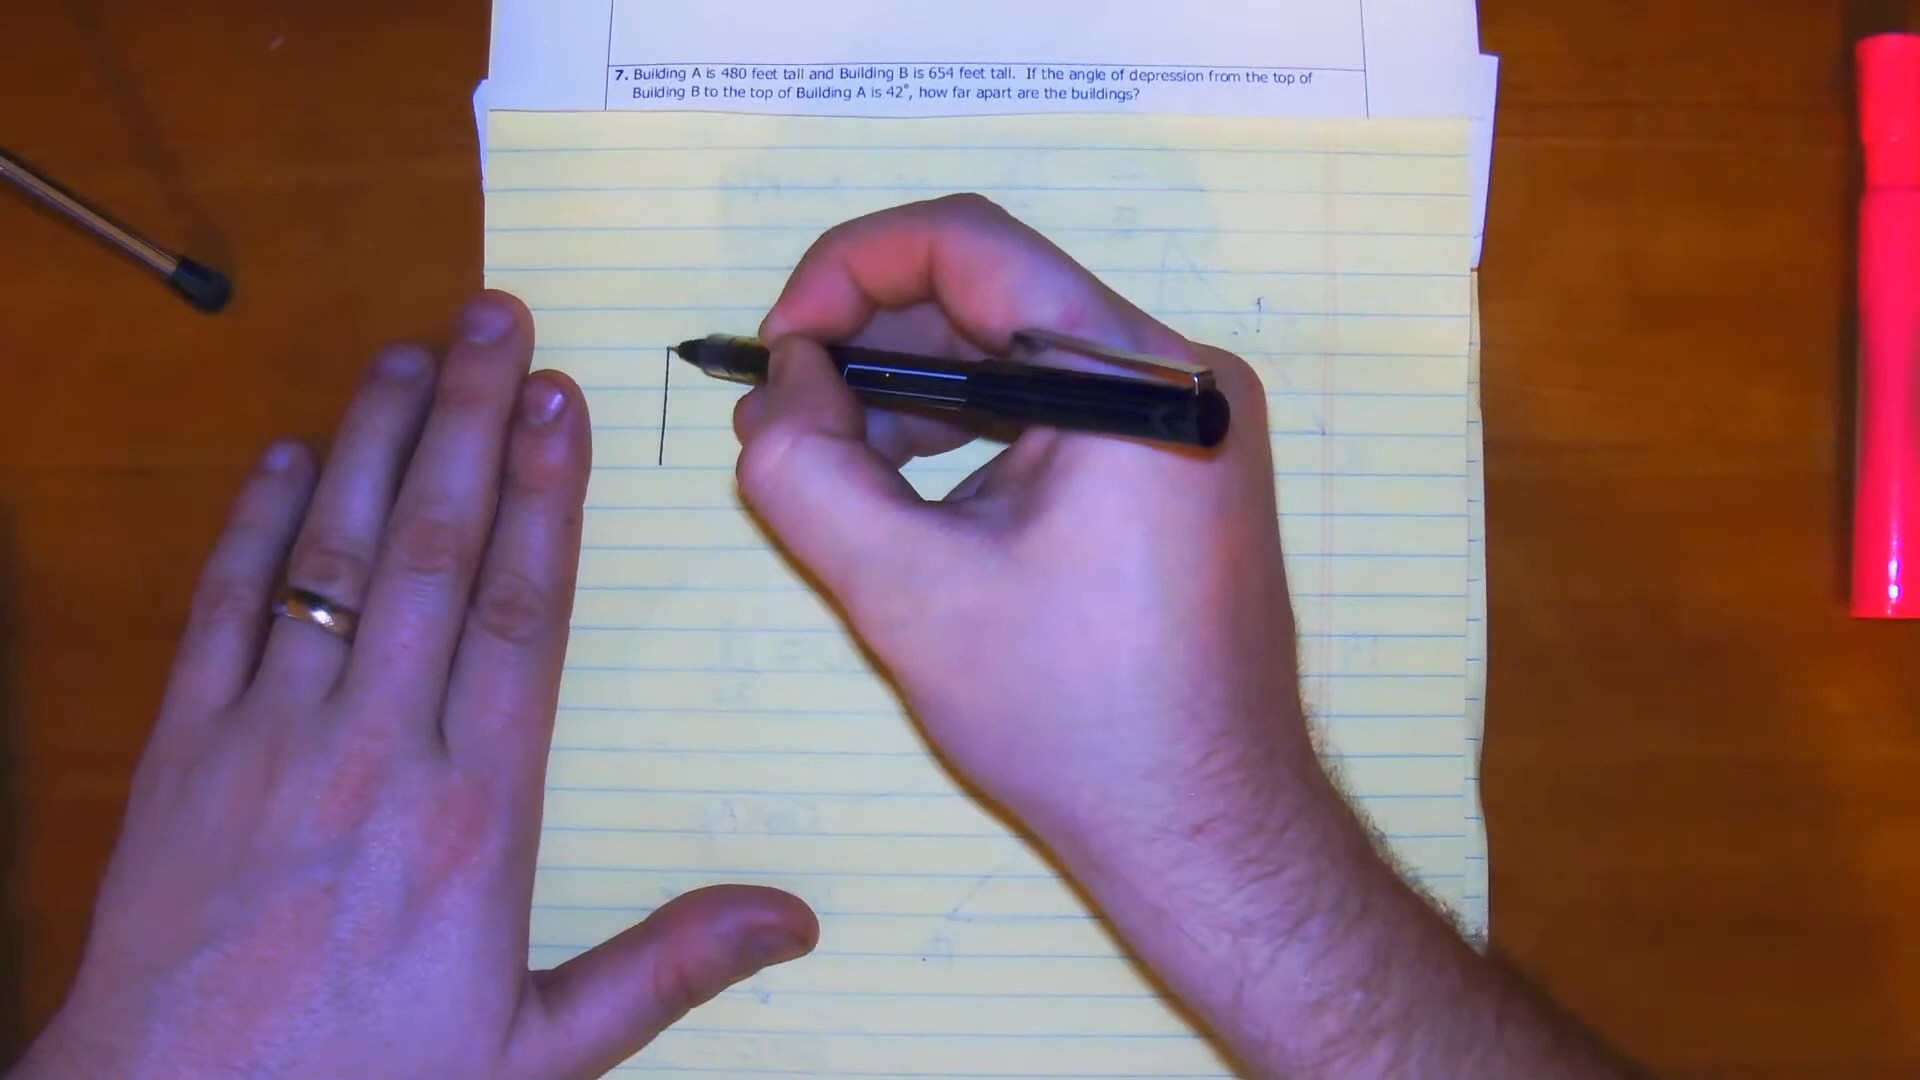 7. Building A is 480 feet tall and Building B is 654 feet tall. If the angle of depression from the top of
Building B to the top of Building A is 42°, how far apart are the buildings?